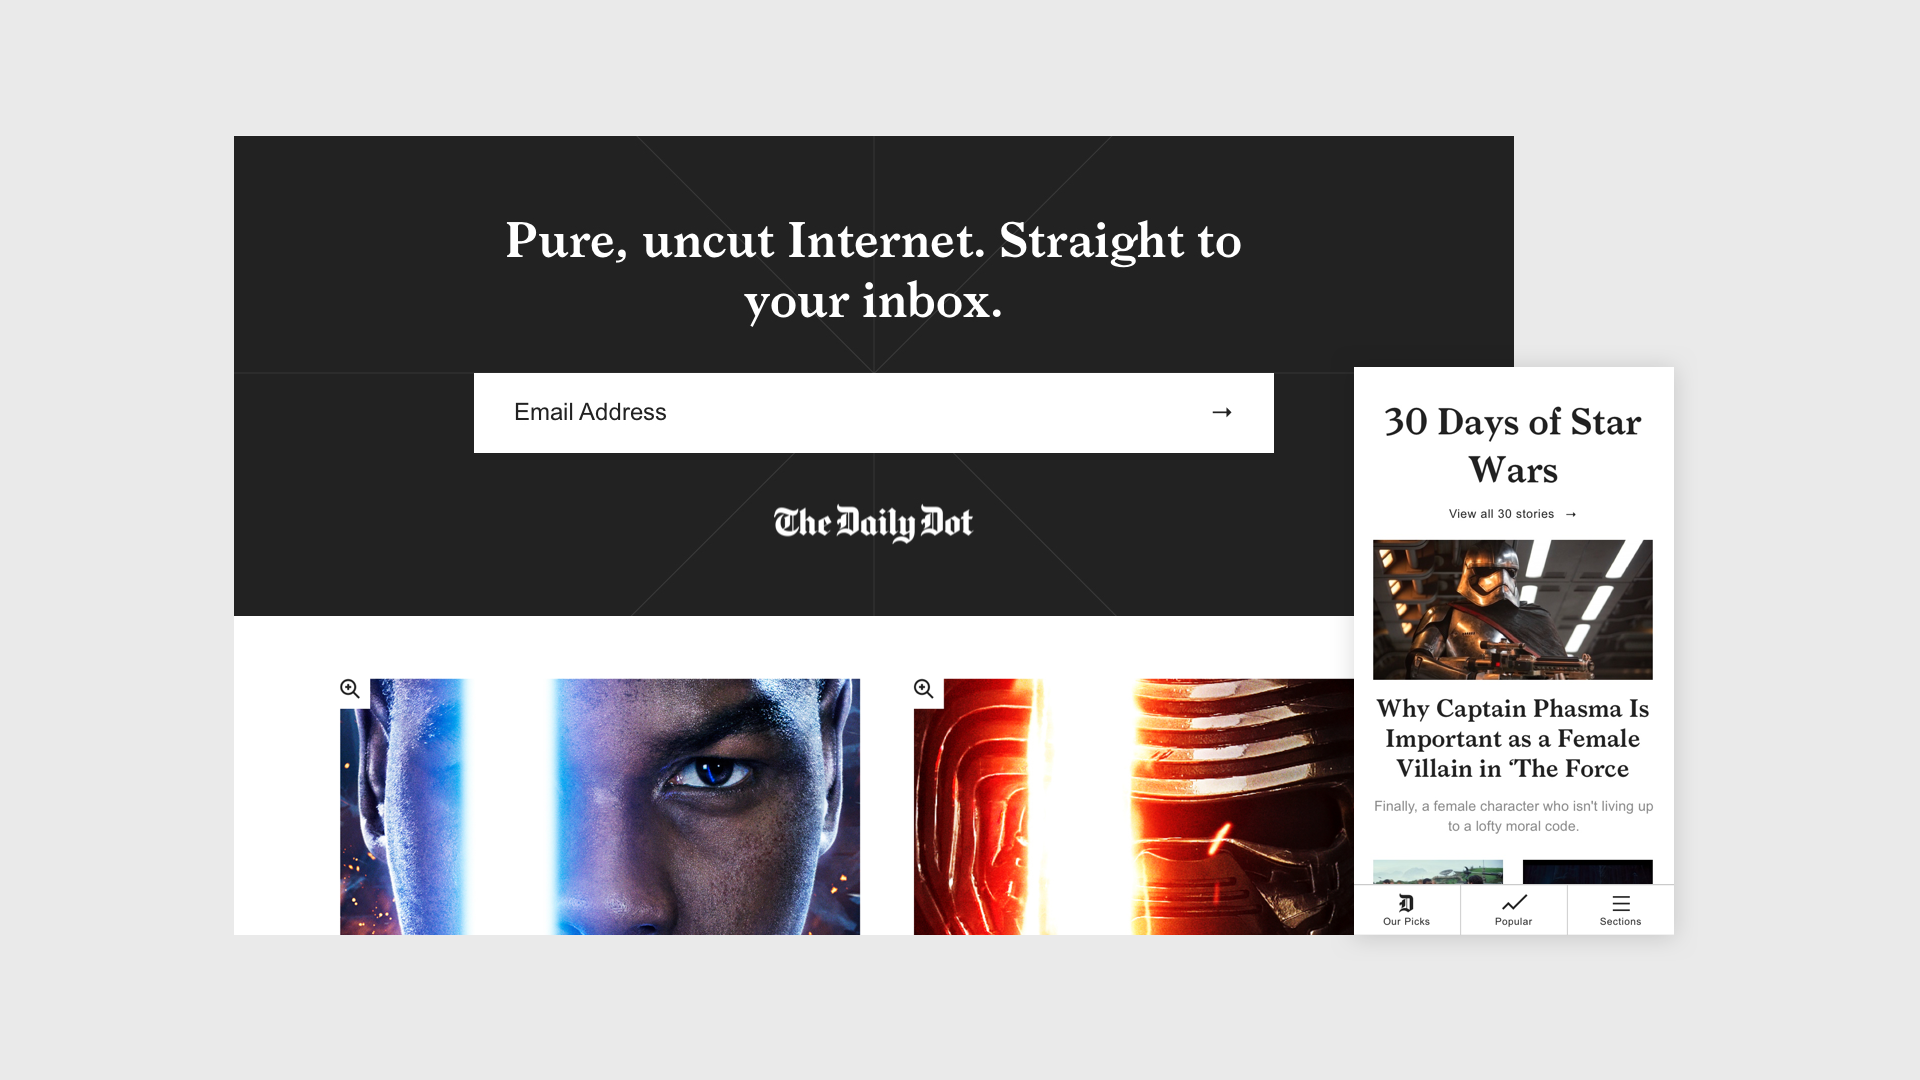 Pure, uncut Internet. Straight to
your inbox.
Email Address →
The Daily Dot
30 Days of Star
Wars
View all 30 stories →
Why Captain Phasma Is
Important as a Female
Villain in ‘The Force
Finally, a female character who isn't living up
to a lofty moral code.
D
Our Picks
Popular
Sections